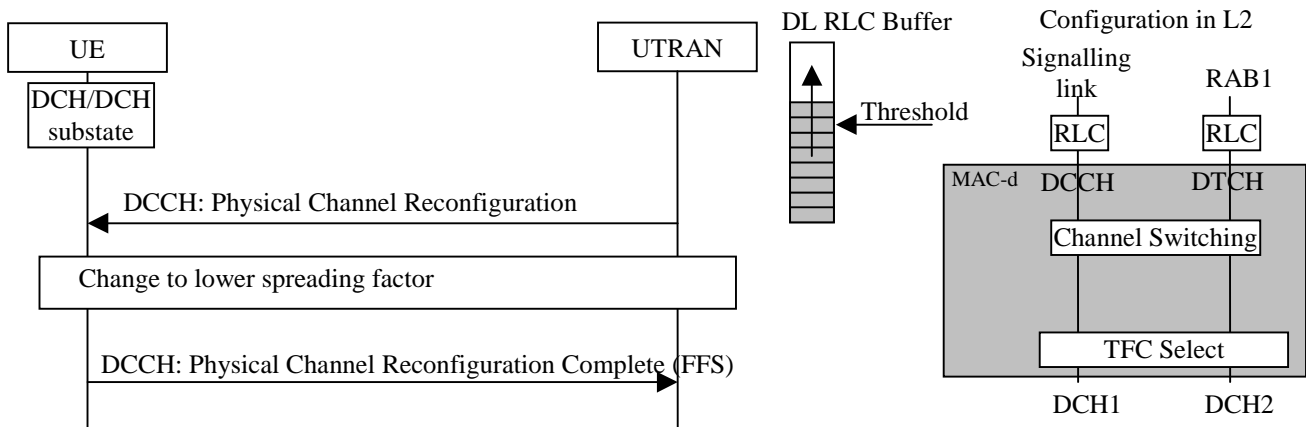 DL RLC Buffer
Configuration in L2
UE
UTRAN
Signalling
link
RAB1
DCH/DCH
substate
Threshold
RLC
RLC
MAC-d
DCCH
DTCH
DCCH: Physical Channel Reconfiguration
Channel Switching
Change to lower spreading factor
TFC Select
DCCH: Physical Channel Reconfiguration Complete (FFS)
DCH1
DCH2